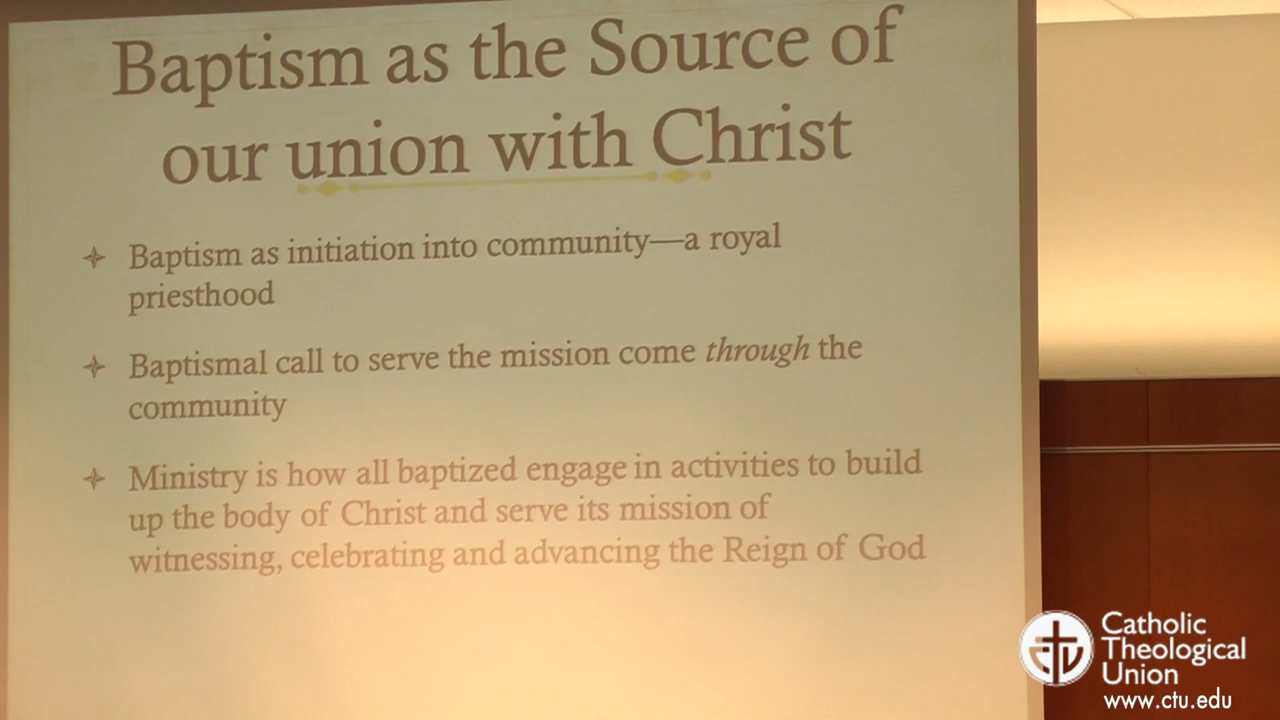 Baptism as the Source of
our union with Christ
Baptism as initiation into community—a royal
priesthood
Baptismal call to serve the mission come through the
community
Ministry is how all baptized engage in activities to build
up the body of Christ and serve its mission of
witnessing, celebrating and advancing the Reign of God
ctu
Catholic
Theological
Union
www.ctu.edu